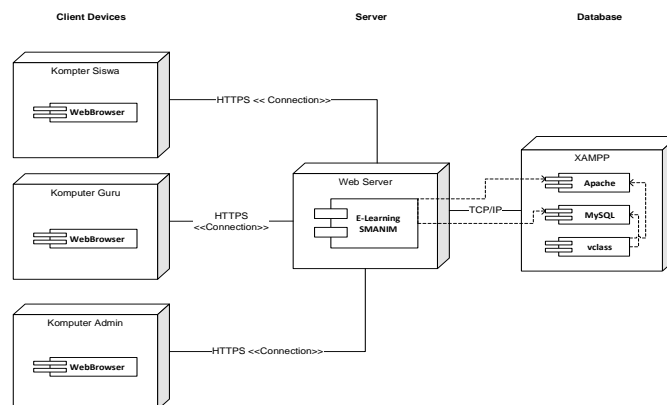 Client Devices
Server
Database
Kompter Siswa
WebBrowser
HTTPS << Connection>>
Komputer Guru
WebBrowser
HTTPS
<<Connection>>
Komputer Admin
WebBrowser
HTTPS <<Connection>>
Web Server
E-Learning
SMANIM
TCP/IP
XAMPP
Apache
MySQL
vclass